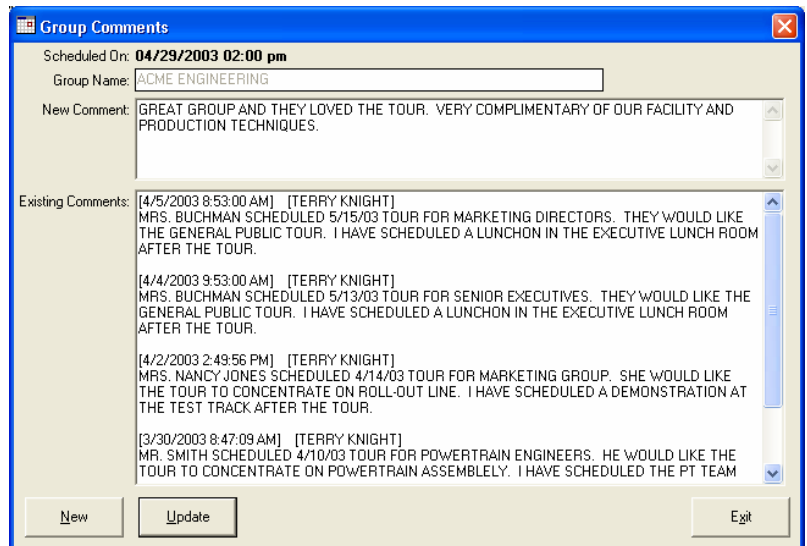 Group Comments
Scheduled On: 04/29/2003 02:00 pm
Group Name: ACME ENGINEERING
New Comment: GREAT GROUP AND THEY LOVED THE TOUR.  VERY COMPLIMENTARY OF OUR FACILITY AND
PRODUCTION TECHNIQUES.
Existing Comments: [4/5/2003 8:53:00 AM]   [TERRY KNIGHT]
MRS. BUCHMAN SCHEDULED 5/15/03 TOUR FOR MARKETING DIRECTORS.  THEY WOULD LIKE
THE GENERAL PUBLIC TOUR.  I HAVE SCHEDULED A LUNCHON IN THE EXECUTIVE LUNCH ROOM
AFTER THE TOUR.
[4/4/2003 9:53:00 AM]   [TERRY KNIGHT]
MRS. BUCHMAN SCHEDULED 5/13/03 TOUR FOR SENIOR EXECUTIVES.  THEY WOULD LIKE THE
GENERAL PUBLIC TOUR.  I HAVE SCHEDULED A LUNCHON IN THE EXECUTIVE LUNCH ROOM
AFTER THE TOUR.
[4/2/2003 2:49:56 PM]   [TERRY KNIGHT]
MRS. NANCY JONES SCHEDULED 4/14/03 TOUR FOR MARKETING GROUP.  SHE WOULD LIKE
THE TOUR TO CONCENTRATE ON ROLL-OUT LINE.  I HAVE SCHEDULED A DEMONSTRATION AT
THE TEST TRACK AFTER THE TOUR.
[3/30/2003 8:47:09 AM]   [TERRY KNIGHT]
MR. SMITH SCHEDULED 4/10/03 TOUR FOR POWERTRAIN ENGINEERS.  HE WOULD LIKE THE
TOUR TO CONCENTRATE ON POWERTRAIN ASSEMBLELY.  I HAVE SCHEDULED THE PT TEAM
New
Update
Exit